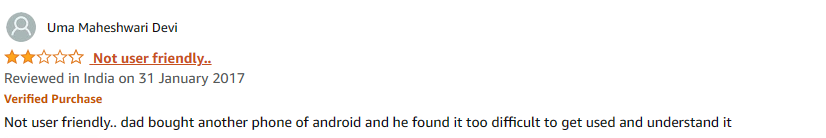 Uma Maheshwari Devi
Not user friendly..
Reviewed in India on 31 January 2017
Verified Purchase
Not user friendly.. dad bought another phone of android and he found it too difficult to get used and understand it